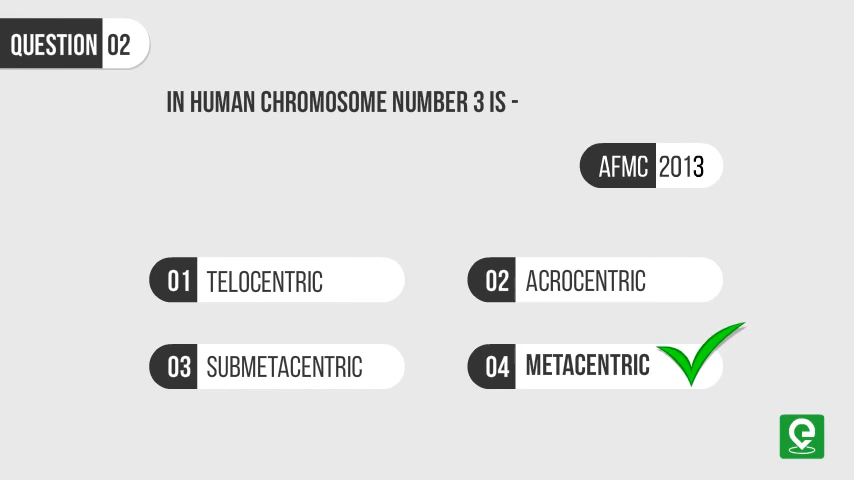 QUESTION 02
IN HUMAN CHROMOSOME NUMBER 3 IS -
AFMC 2013
01 TELOCENTRIC
02 ACROCENTRIC
03 SUBMETACENTRIC
04 METACENTRIC